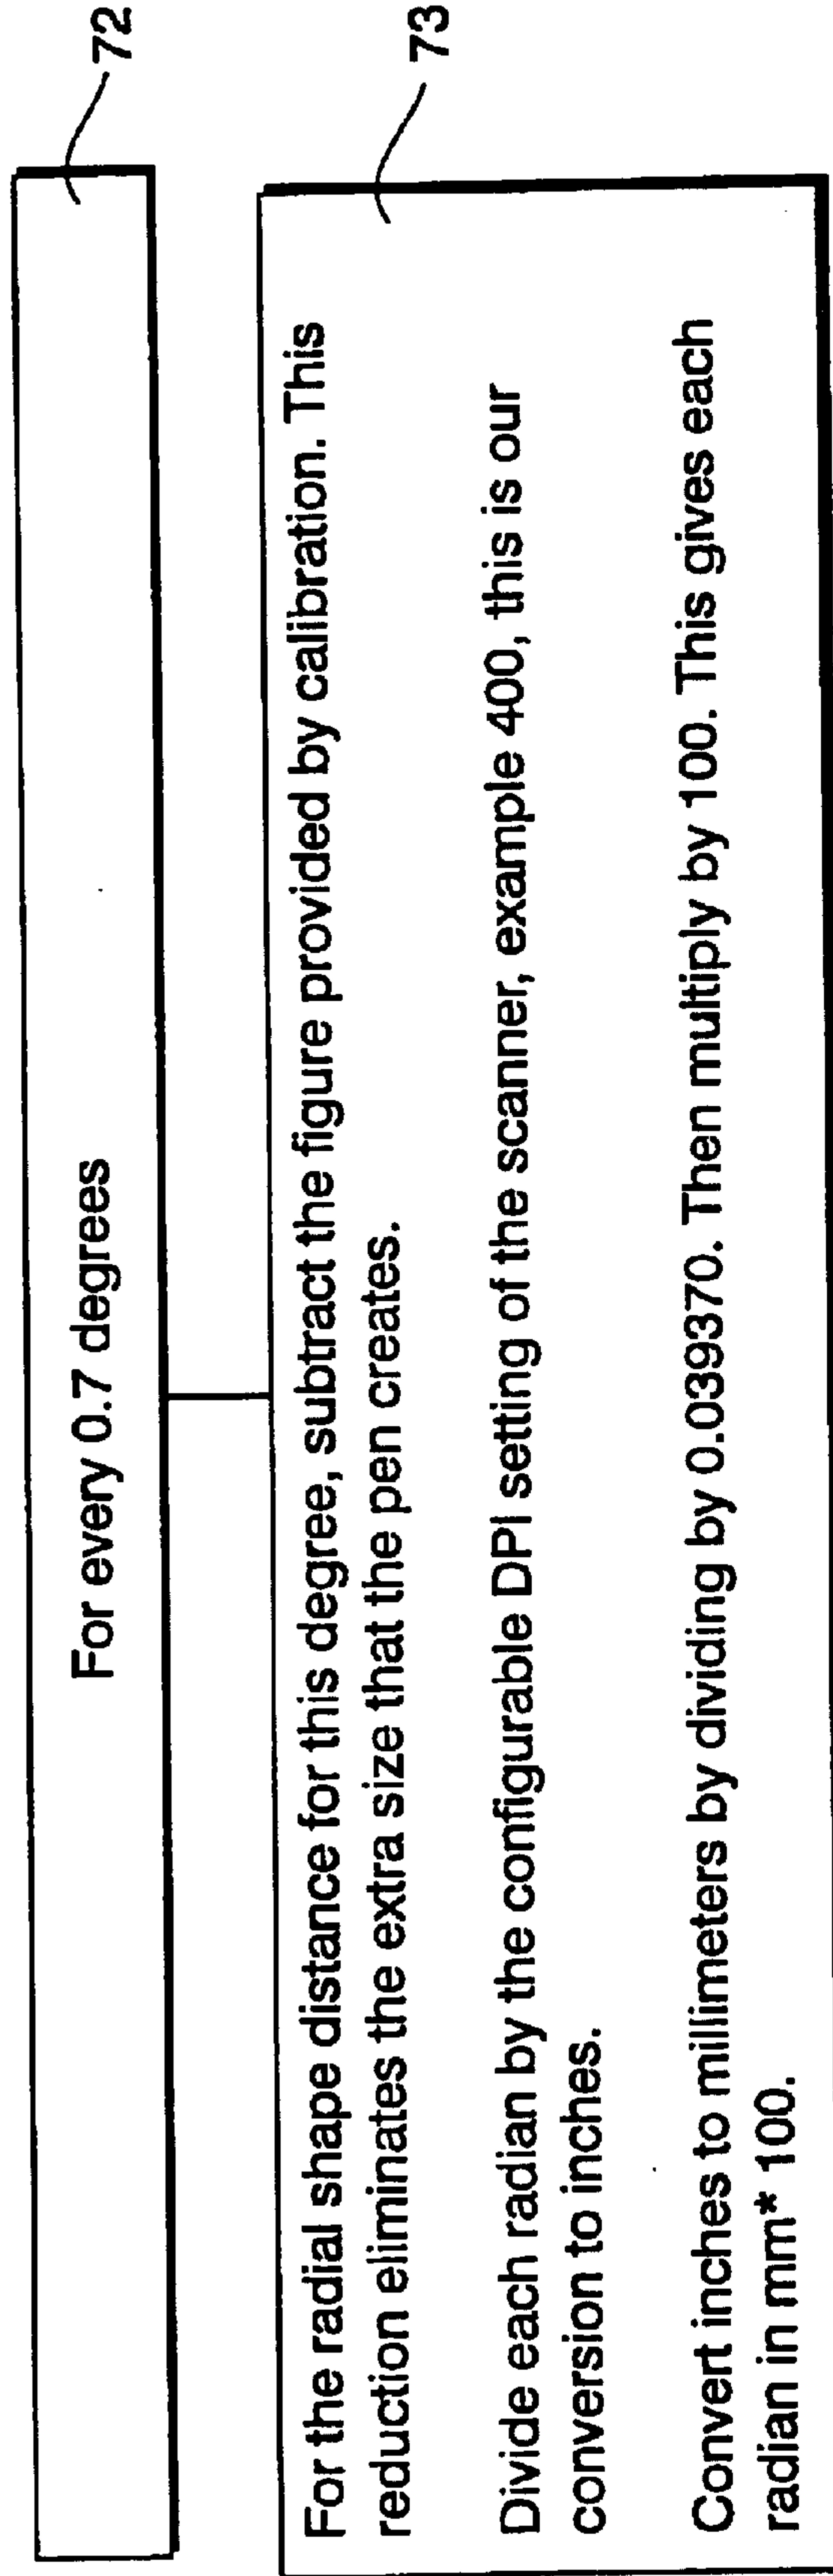 For every 0.7 degrees
72
For the radial shape distance for this degree, subtract the figure provided by calibration. This
reduction eliminates the extra size that the pen creates.
Divide each radian by the configurable DPI setting of the scanner, example 400, this is our
conversion to inches.
Convert inches to millimeters by dividing by 0.039370. Then multiply by 100. This gives each
radian in mm* 100.
73